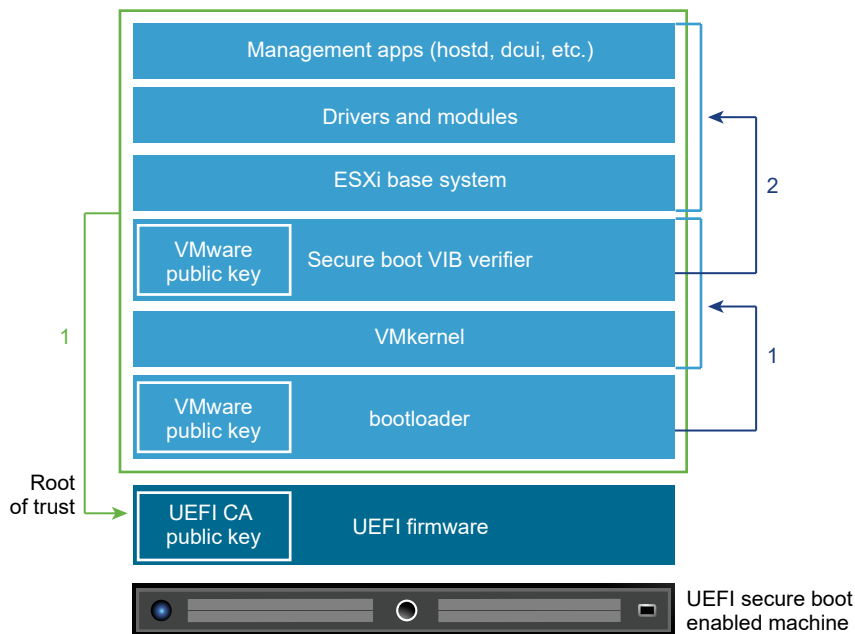 Management apps (hostd, dcui, etc.)
Drivers and modules
ESXi base system
2
VMware
public key
Secure boot VIB verifier
1
VMkernel
1
VMware
public key
bootloader
Root
of trust
UEFI CA
public key
UEFI firmware
UEFI secure boot
enabled machine